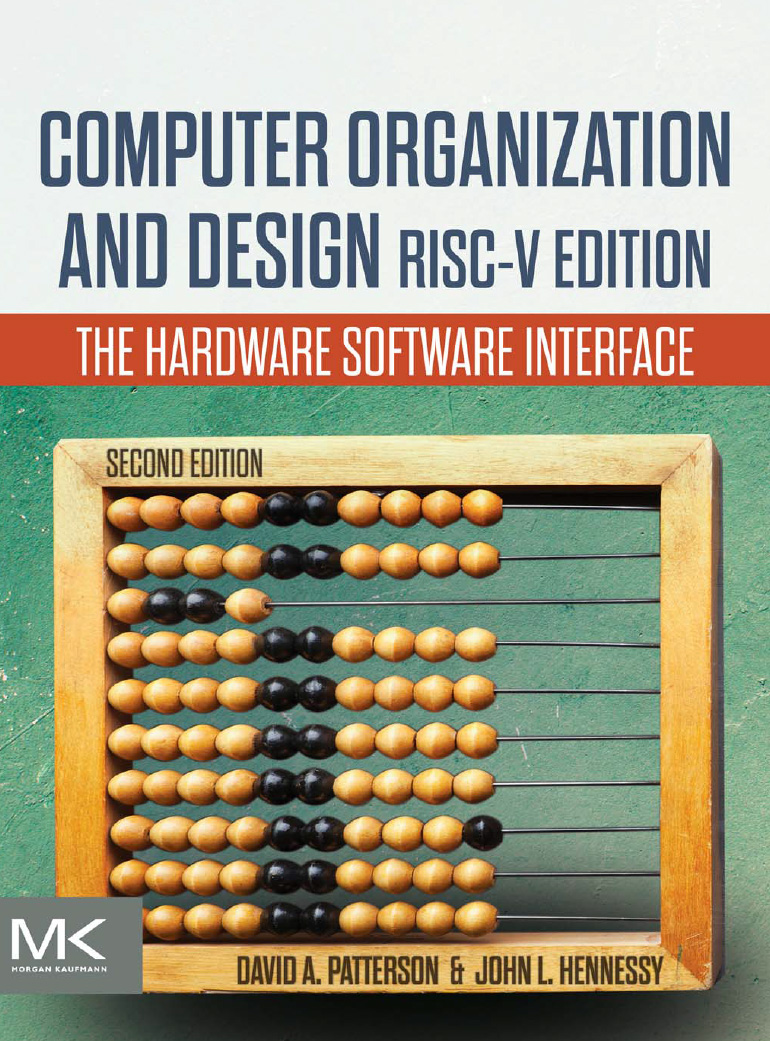 COMPUTER ORGANIZATION
AND DESIGN RISC-V EDITION
THE HARDWARE SOFTWARE INTERFACE
SECOND EDITION
MK
MORGAN KAUFMANN
DAVID A. PATTERSON & JOHN L. HENNESSY